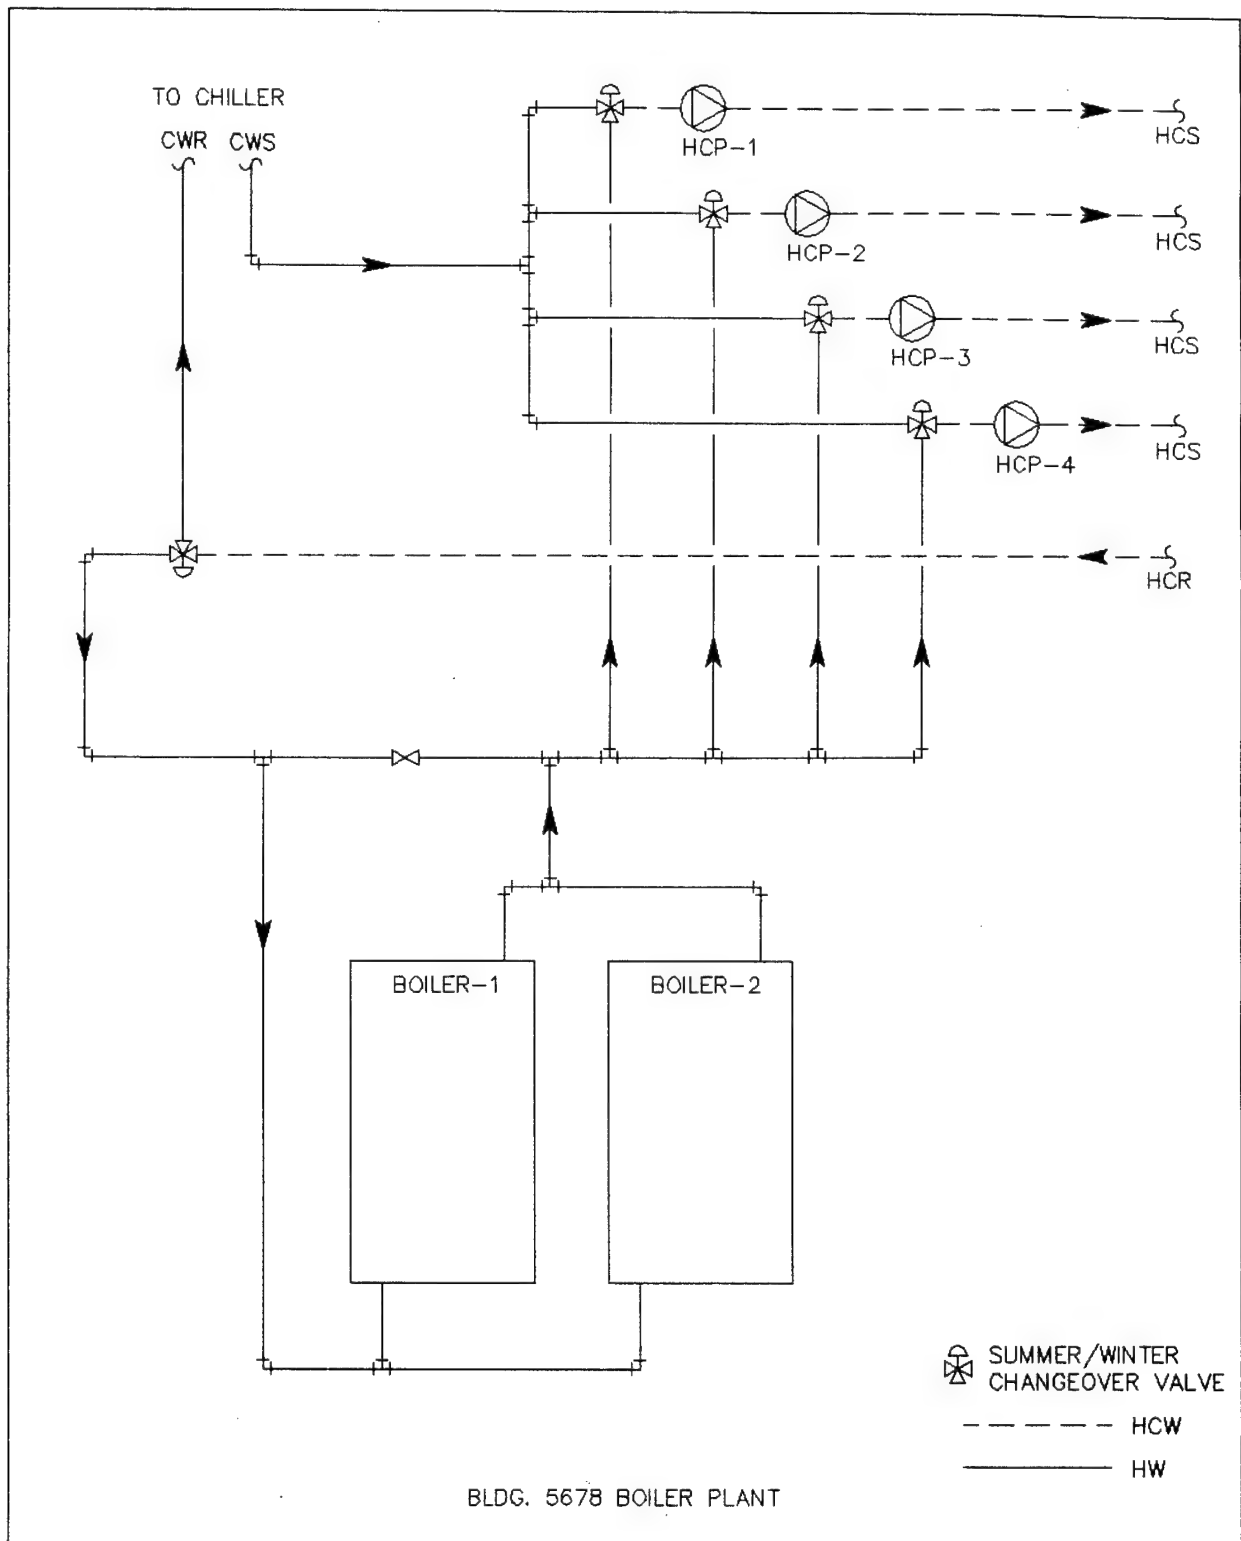 TO CHILLER
CWR CWS
HCP-1
HCS
HCP-2
HCS
HCP-3
HCS
HCP-4
HCS
HCR
BOILER-1
BOILER-2
SUMMER/WINTER
CHANGEOVER VALVE
HCW
HW
BLDG. 5678 BOILER PLANT